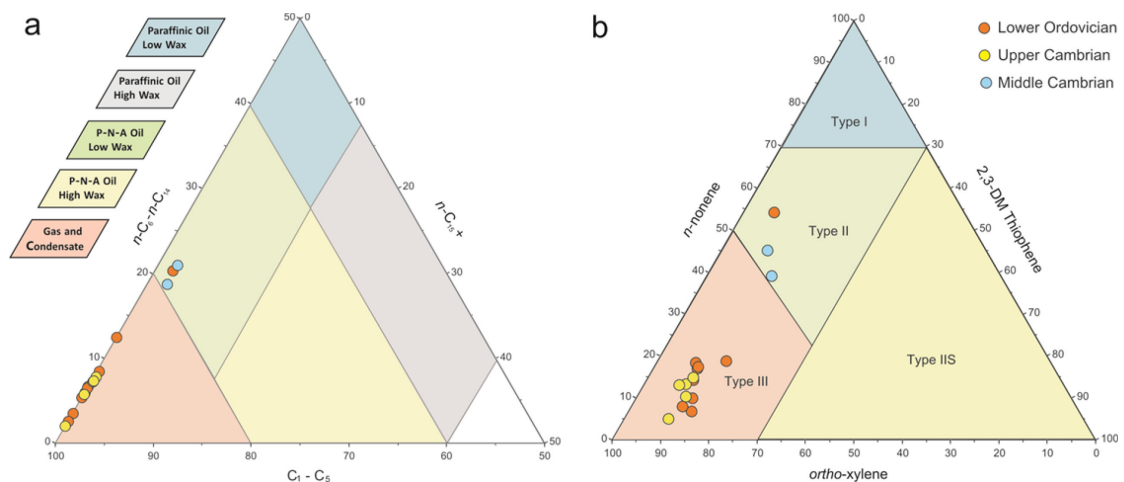 a
Paraffinic Oil
Low Wax
Paraffinic Oil
High Wax
P-N-A Oil
Low Wax
P-N-A Oil
High Wax
Gas and
Condensate
n-C6-n-C14
n-C15+
C1 - C5
50 0
40 10
30 20
20 30
10 40
0 50
100 90 80 70 60 50
b
Lower Ordovician
Upper Cambrian
Middle Cambrian
100 0
90 10
80 20
70 30
60 40
50 50
40 60
30 70
20 80
10 90
0 100
Type I
Type II
Type III
Type IIS
n-nonene
2,3-DM Thiophene
100 90 80 70 60 50 40 30 20 10 0
ortho-xylene